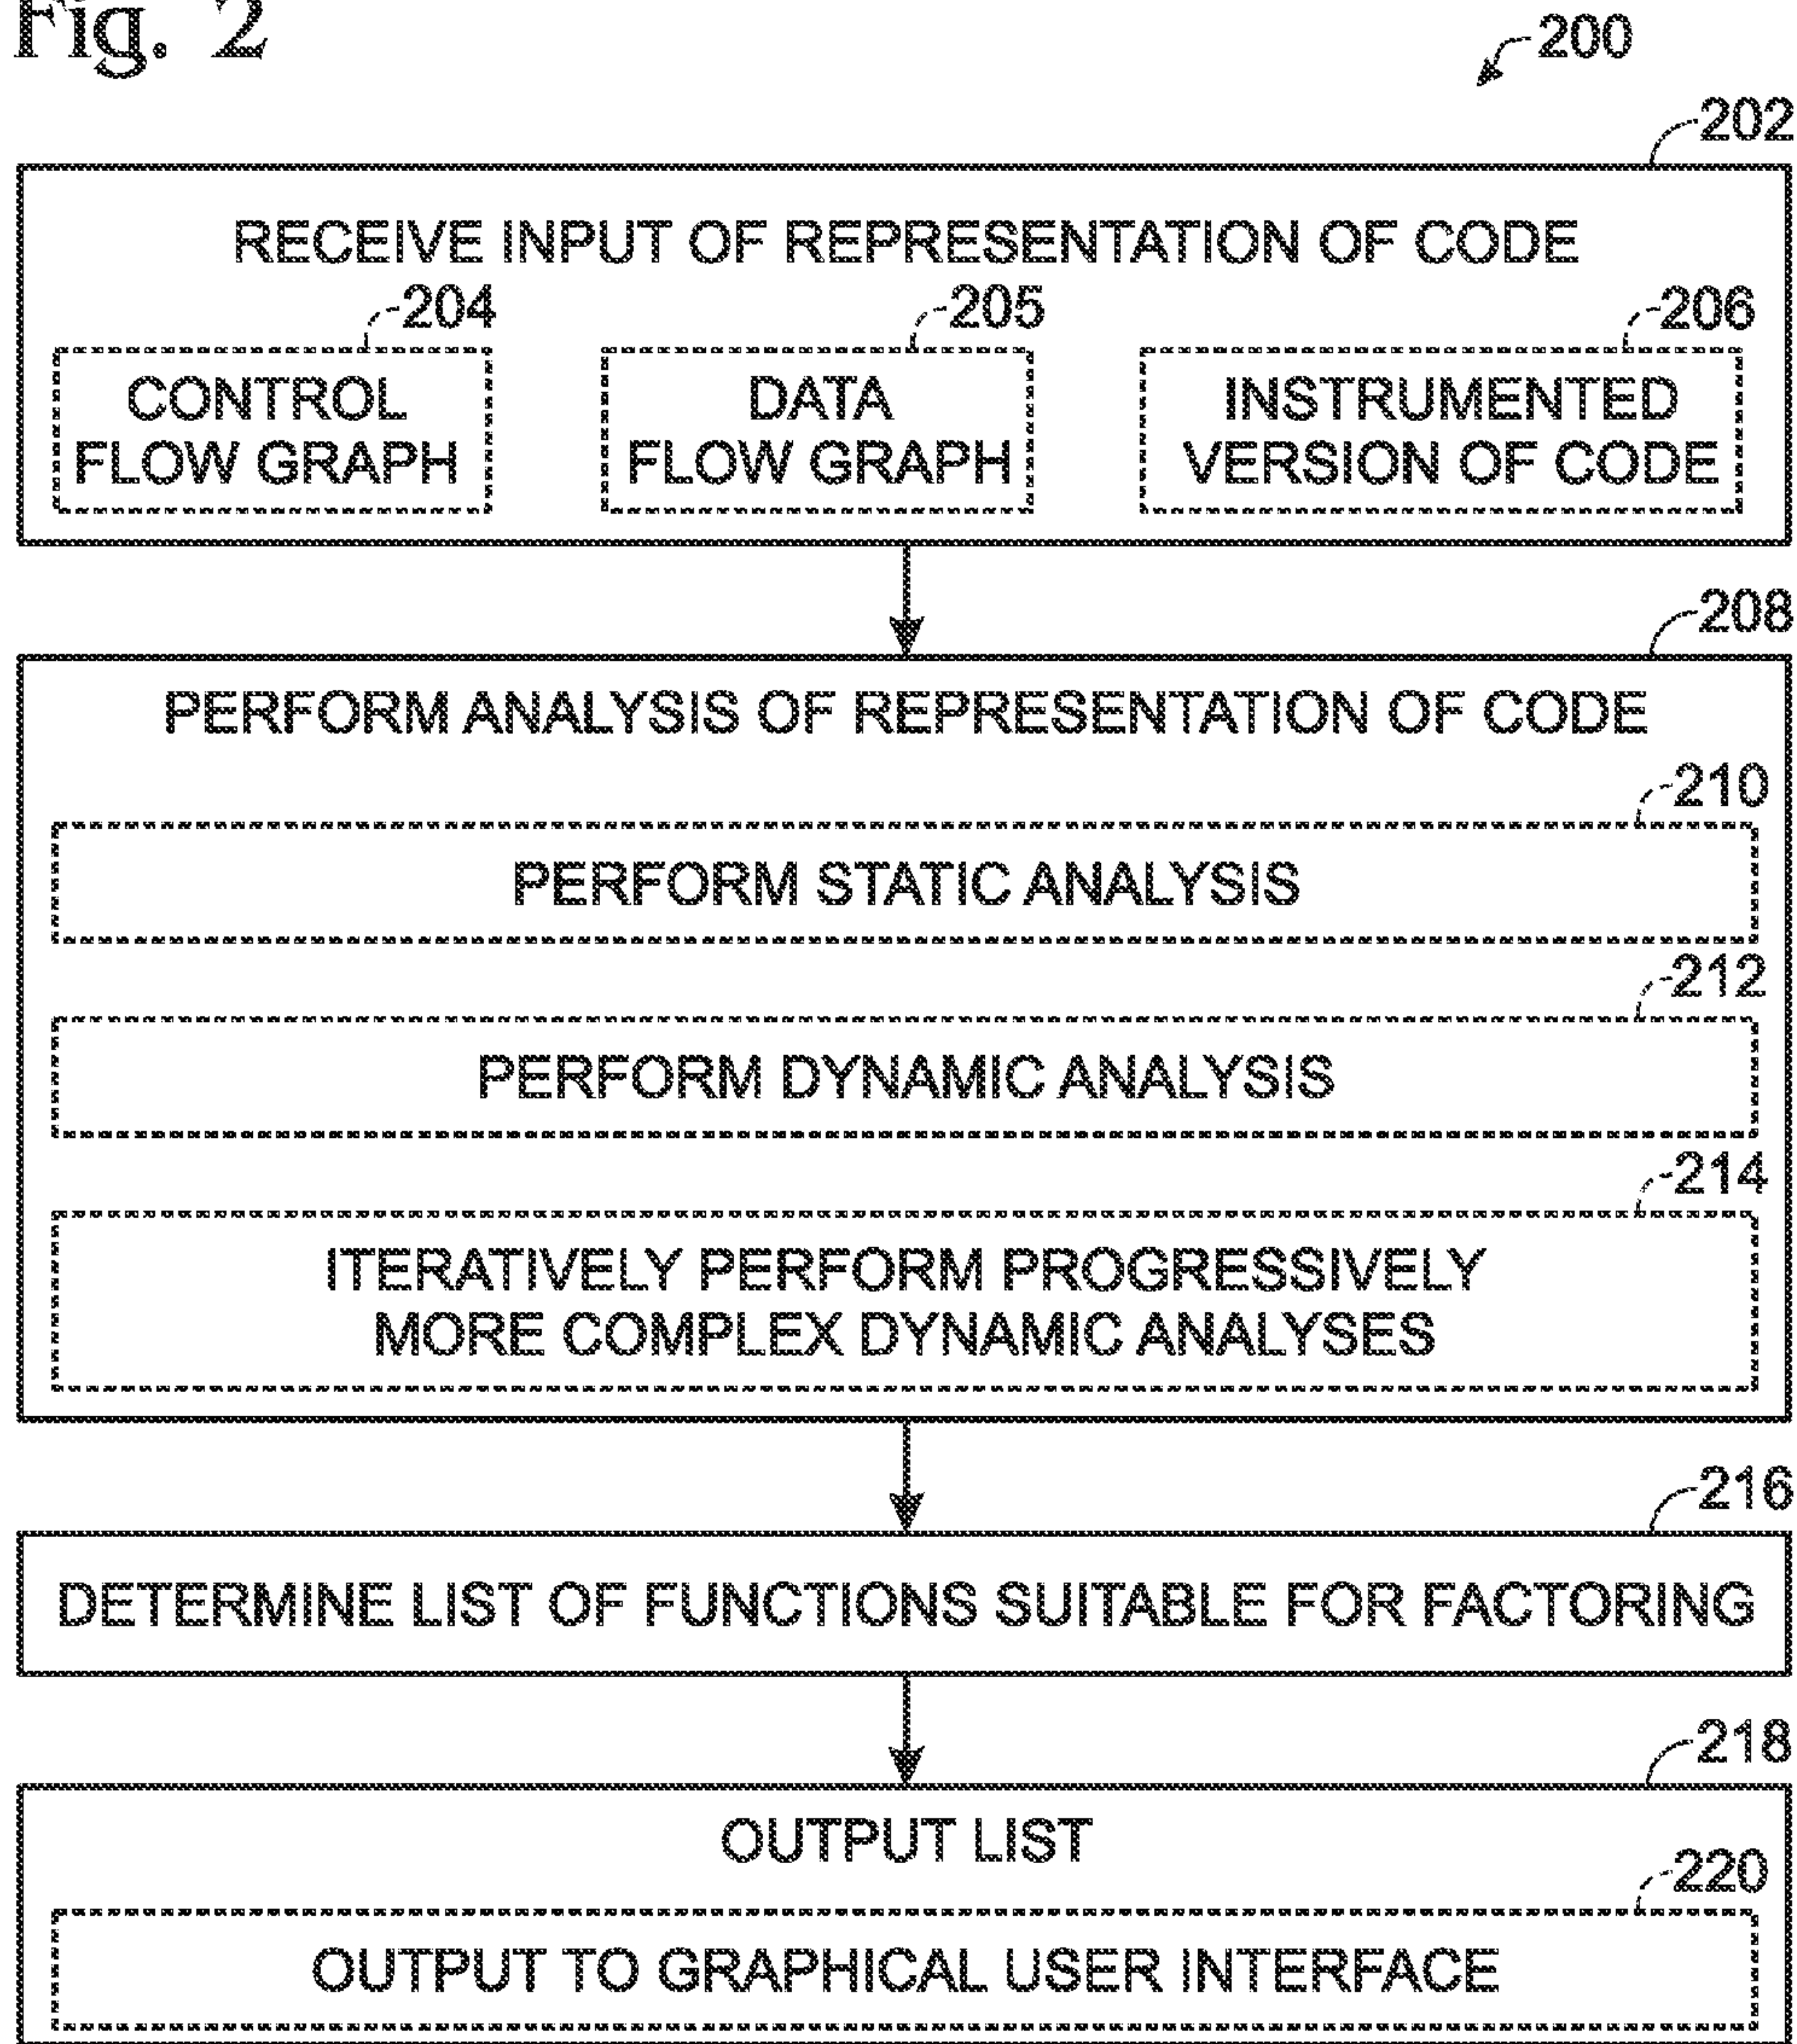 Fig. 2
200
202
RECEIVE INPUT OF REPRESENTATION OF CODE
204
205
206
CONTROL
FLOW GRAPH
DATA
FLOW GRAPH
INSTRUMENTED
VERSION OF CODE
208
PERFORM ANALYSIS OF REPRESENTATION OF CODE
210
PERFORM STATIC ANALYSIS
212
PERFORM DYNAMIC ANALYSIS
214
ITERATIVELY PERFORM PROGRESSIVELY
MORE COMPLEX DYNAMIC ANALYSES
216
DETERMINE LIST OF FUNCTIONS SUITABLE FOR FACTORING
218
OUTPUT LIST
220
OUTPUT TO GRAPHICAL USER INTERFACE